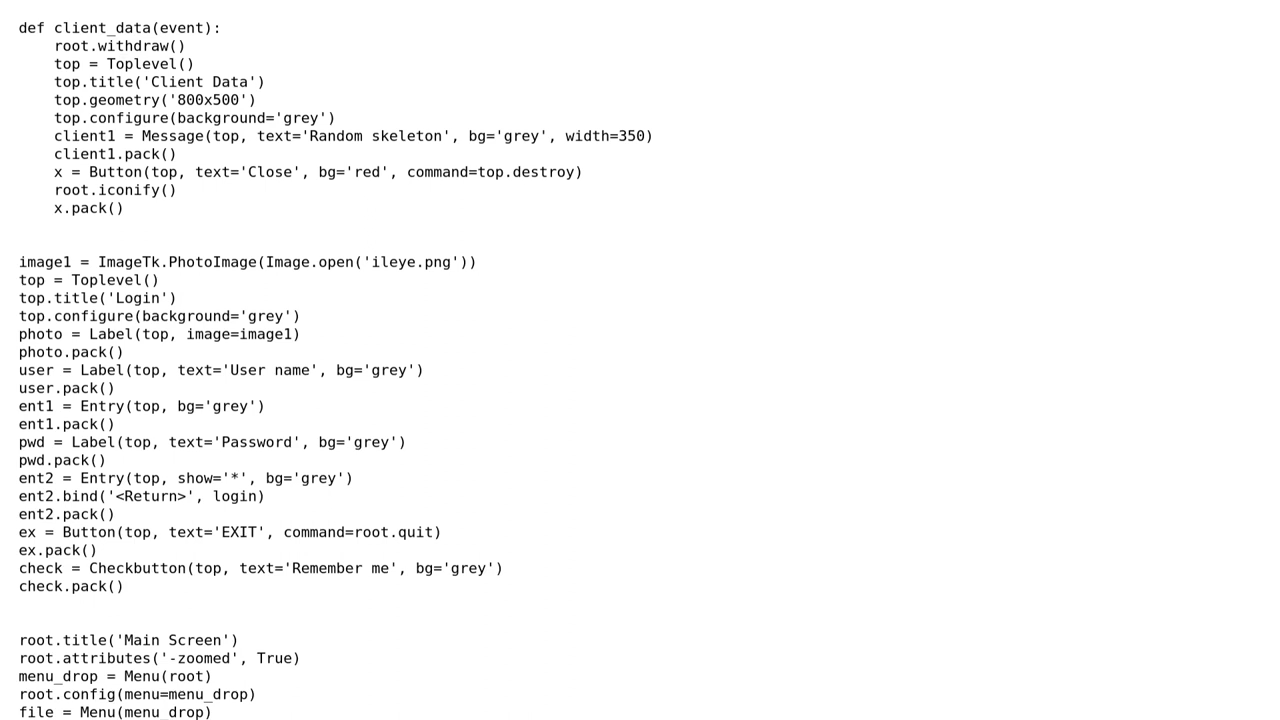 def client_data(event):
    root.withdraw()
    top = Toplevel()
    top.title('Client Data')
    top.geometry('800x500')
    top.configure(background='grey')
    client1 = Message(top, text='Random skeleton', bg='grey', width=350)
    client1.pack()
    x = Button(top, text='Close', bg='red', command=top.destroy)
    root.iconify()
    x.pack()


image1 = ImageTk.PhotoImage(Image.open('ileye.png'))
top = Toplevel()
top.title('Login')
top.configure(background='grey')
photo = Label(top, image=image1)
photo.pack()
user = Label(top, text='User name', bg='grey')
user.pack()
ent1 = Entry(top, bg='grey')
ent1.pack()
pwd = Label(top, text='Password', bg='grey')
pwd.pack()
ent2 = Entry(top, show='*', bg='grey')
ent2.bind('<Return>', login)
ent2.pack()
ex = Button(top, text='EXIT', command=root.quit)
ex.pack()
check = Checkbutton(top, text='Remember me', bg='grey')
check.pack()


root.title('Main Screen')
root.attributes('-zoomed', True)
menu_drop = Menu(root)
root.config(menu=menu_drop)
file = Menu(menu_drop)